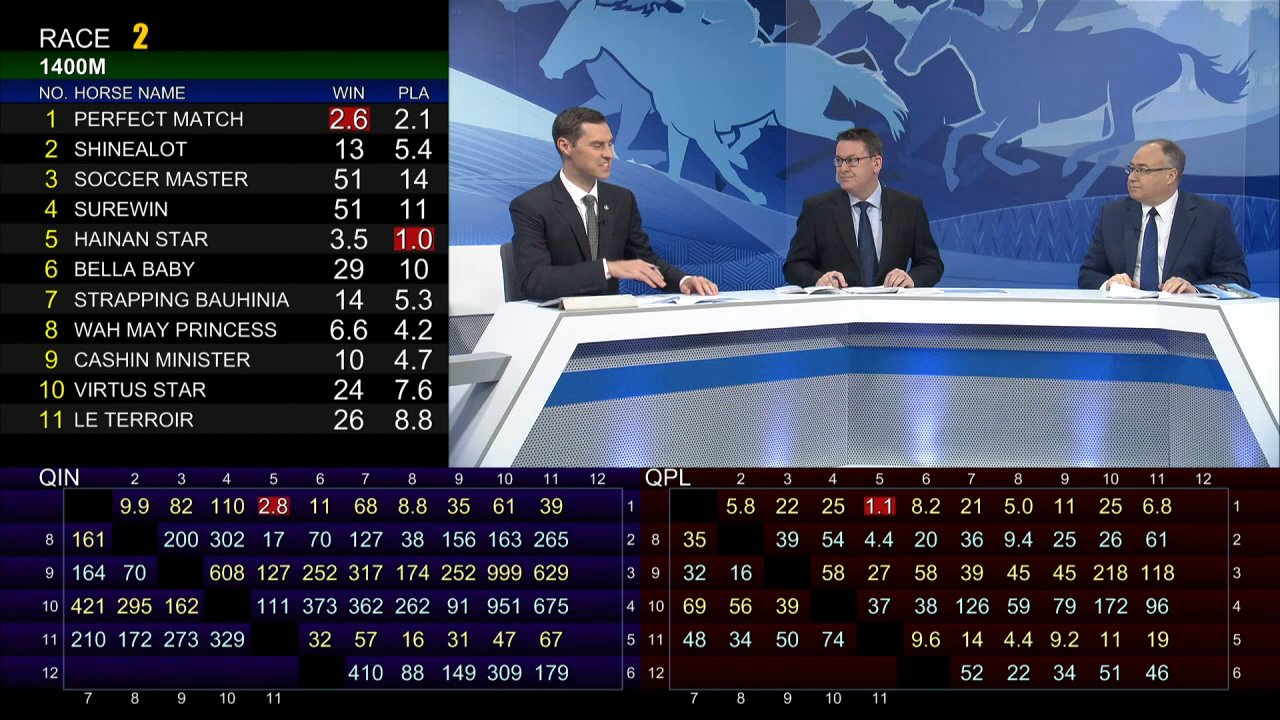 RACE 2
1400M
NO. HORSE NAME WIN PLA
1 PERFECT MATCH 2.6 2.1
2 SHINEALOT 13 5.4
3 SOCCER MASTER 51 14
4 SUREWIN 51 11
5 HAINAN STAR 3.5 1.0
6 BELLA BABY 29 10
7 STRAPPING BAUHINIA 14 5.3
8 WAH MAY PRINCESS 6.6 4.2
9 CASHIN MINISTER 10 4.7
10 VIRTUS STAR 24 7.6
11 LE TERROIR 26 8.8
QIN 2 3 4 5 6 7 8 9 10 11 12
9.9 82 110 2.8 11 68 8.8 35 61 39 1
8 161 200 302 17 70 127 38 156 163 265 2
9 164 70 608 127 252 317 174 252 999 629 3
10 421 295 162 111 373 362 262 91 951 675 4
11 210 172 273 329 32 57 16 31 47 67 5
12 410 88 149 309 179 6
7 8 9 10 11
QPL 2 3 4 5 6 7 8 9 10 11 12
5.8 22 25 1.1 8.2 21 5.0 11 25 6.8 1
8 35 39 54 4.4 20 36 9.4 25 26 61 2
9 32 16 58 27 58 39 45 45 218 118 3
10 69 56 39 37 38 126 59 79 172 96 4
11 48 34 50 74 9.6 14 4.4 9.2 11 19 5
12 52 22 34 51 46 6
7 8 9 10 11